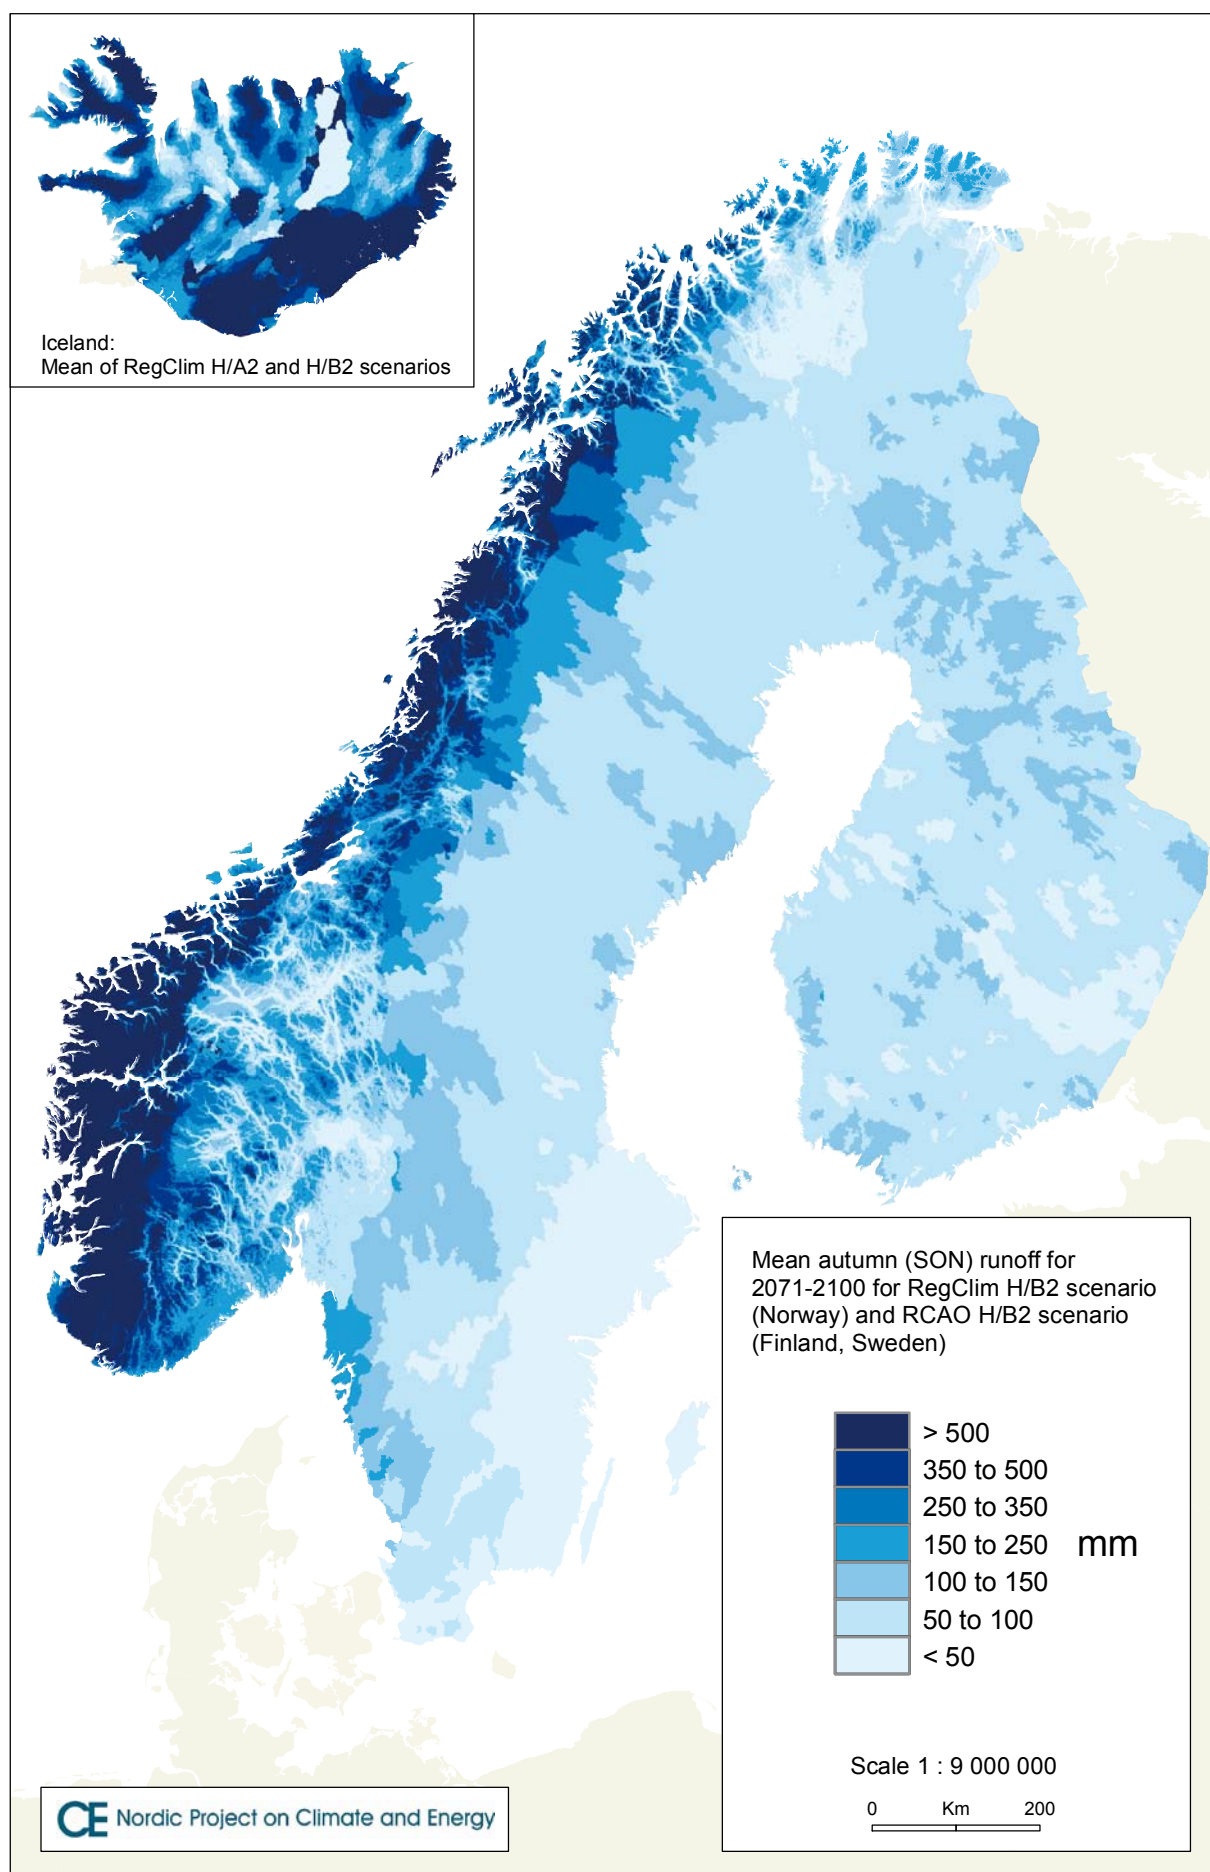 Iceland:
Mean of RegClim H/A2 and H/B2 scenarios
Mean autumn (SON) runoff for
2071-2100 for RegClim H/B2 scenario
(Norway) and RCAO H/B2 scenario
(Finland, Sweden)
> 500
350 to 500
250 to 350
150 to 250 mm
100 to 150
50 to 100
< 50
Scale 1 : 9 000 000
0 Km 200
CE Nordic Project on Climate and Energy